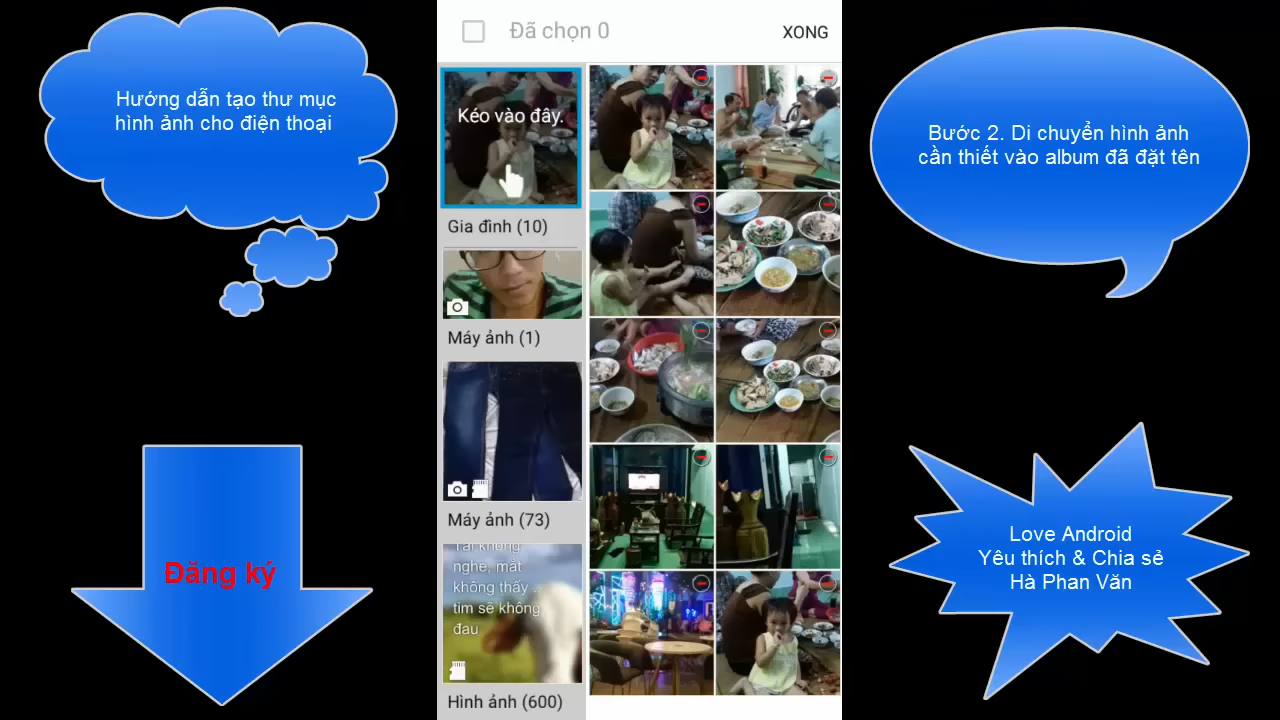 Hướng dẫn tạo thư mục
hình ảnh cho điện thoại
Đăng ký
Đã chọn 0
XONG
Kéo vào đây.
Gia đình (10)
Máy ảnh (1)
Máy ảnh (73)
Tai không
nghe, mắt
không thấy .
tim sẽ không
đau
Hình ảnh (600)
Bước 2. Di chuyển hình ảnh
cần thiết vào album đã đặt tên
Love Android
Yêu thích & Chia sẻ
Hà Phan Văn